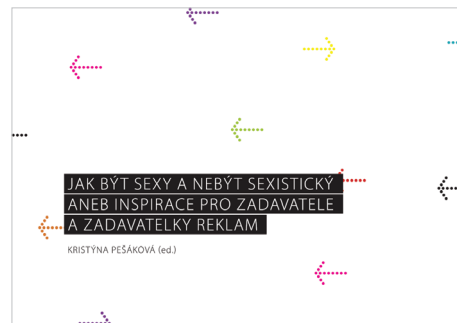 JAK BÝT SEXY A NEBÝT SEXISTICKÝ
ANEB INSPIRACE PRO ZADAVATELE
A ZADAVATELKY REKLAM
KRISTÝNA PEŠÁKOVÁ (ed.)